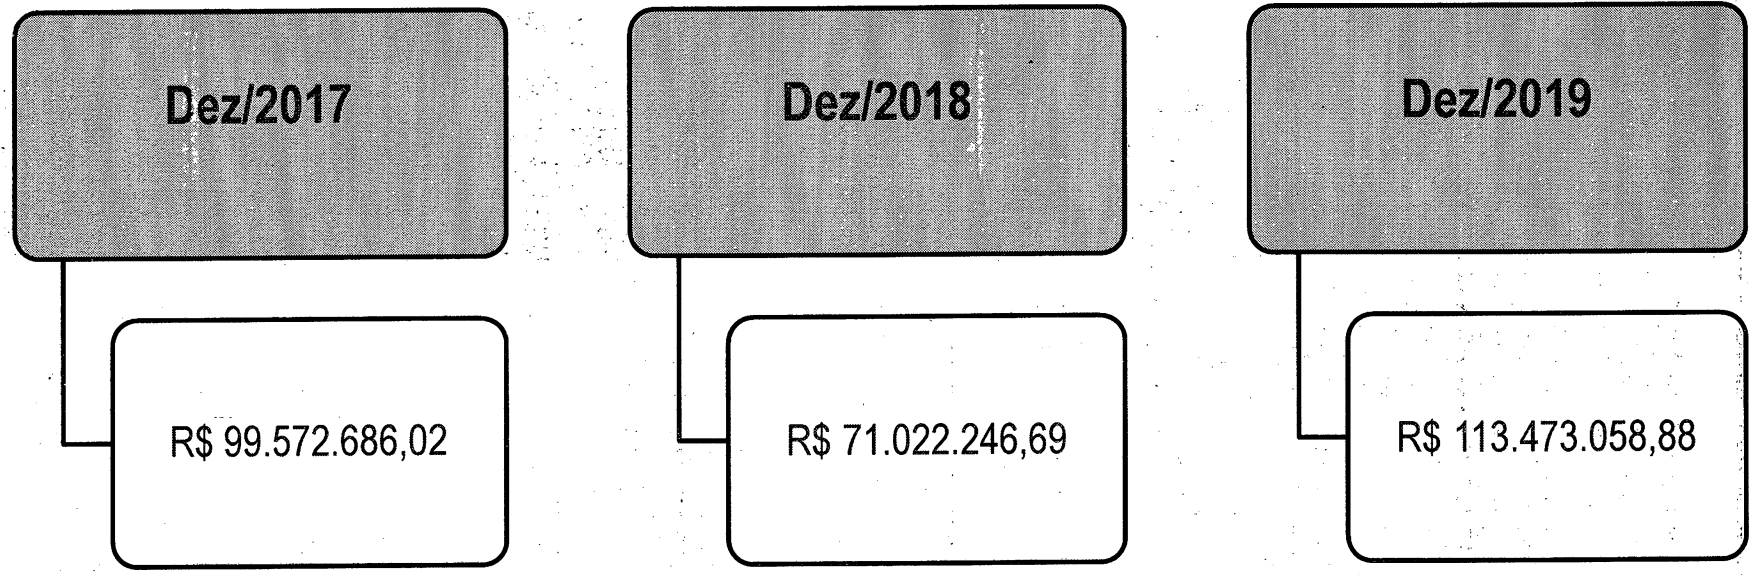 Dez/2017
R$ 99.572.686,02
Dez/2018
R$ 71.022.246,69
Dez/2019
R$ 113.473.058,88